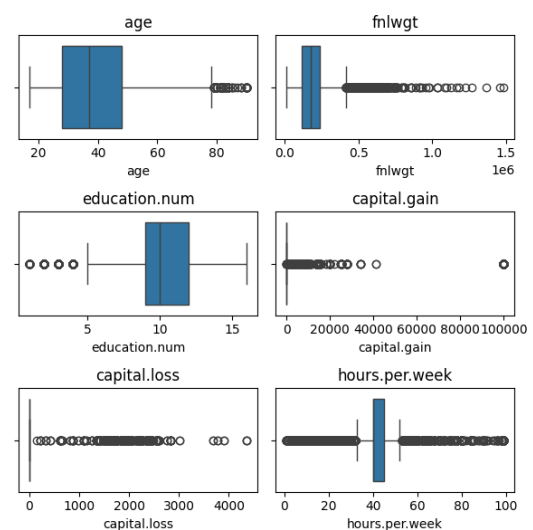 age
fnlwgt
20 40 60 80
0.0 0.5 1.0 1.5
1e6
age
fnlwgt
education.num
capital.gain
5 10 15
0 20000 40000 60000 80000100000
education.num
capital.gain
capital.loss
hours.per.week
0 1000 2000 3000 4000
0 20 40 60 80 100
capital.loss
hours.per.week